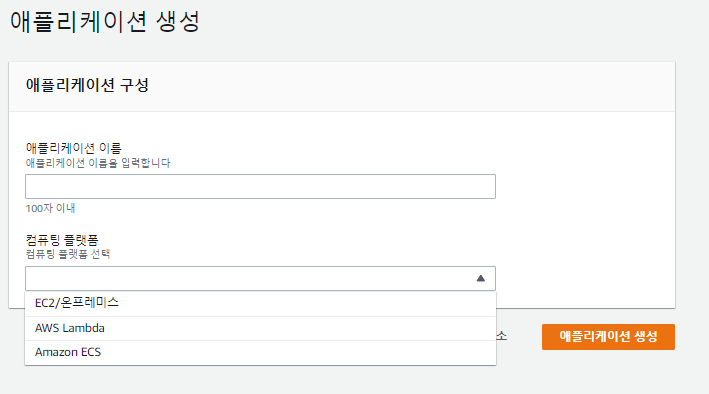 애플리케이션 생성
애플리케이션 구성
애플리케이션 이름
애플리케이션 이름을 입력합니다
100자 이내
컴퓨팅 플랫폼
컴퓨팅 플랫폼 선택
EC2/온프레미스
AWS Lambda
Amazon ECS
소
애플리케이션 생성